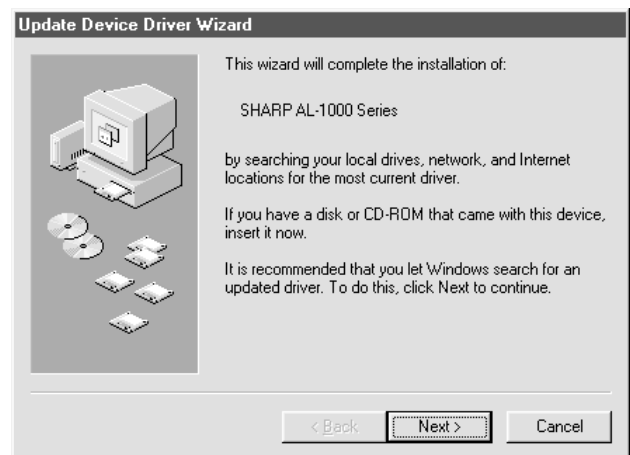 Update Device Driver Wizard
This wizard will complete the installation of:
SHARP AL-1000 Series
by searching your local drives, network, and Internet
locations for the most current driver.
If you have a disk or CD-ROM that came with this device,
insert it now.
It is recommended that you let Windows search for an
updated driver. To do this, click Next to continue.
< Back
Next >
Cancel